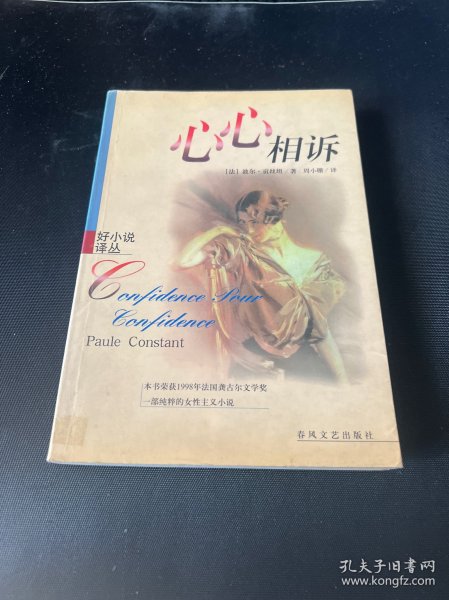 心心相诉
［法］波尔·贡丝坦 著 周小珊/译
好小说
译丛
Confidence Pour
Confidence
Paule Constant
本书荣获1998年法国龚古尔文学奖
一部纯粹的女性主义小说
春风文艺出版社
孔夫子旧书网
www.kongfz.com